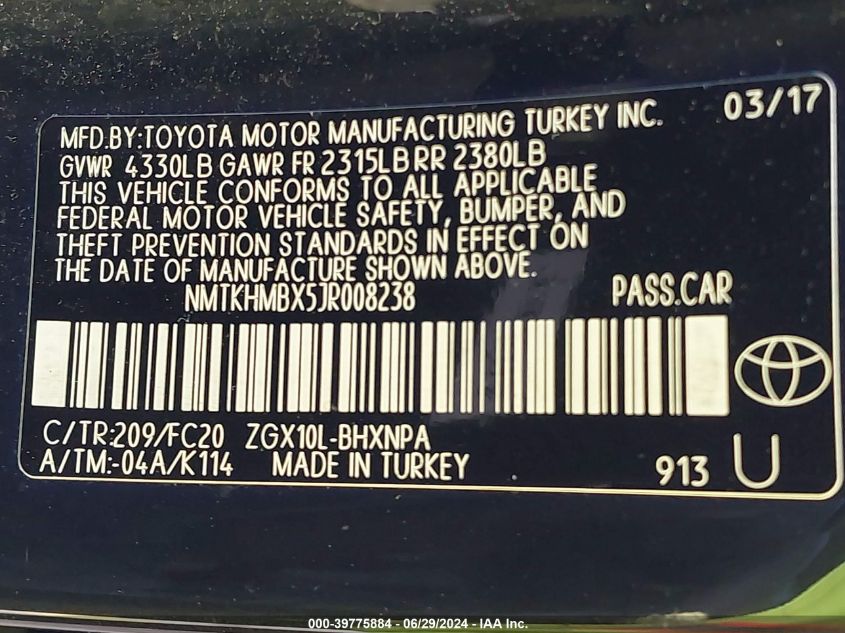 MFD.BY:TOYOTA MOTOR MANUFACTURING TURKEY INC. 03/17
GVWR 4330LB GAWR FR 2315LB RR 2380LB
THIS VEHICLE CONFORMS TO ALL APPLICABLE
FEDERAL MOTOR VEHICLE SAFETY, BUMPER, AND
THEFT PREVENTION STANDARDS IN EFFECT ON
THE DATE OF MANUFACTURE SHOWN ABOVE.
NMTKHMBX5JR008238 PASS.CAR
C/TR:209/FC20 ZGX10L-BHXNPA
A/TM:-04A/K114 MADE IN TURKEY 913 U
000-39775884 - 06/29/2024 - IAA Inc.